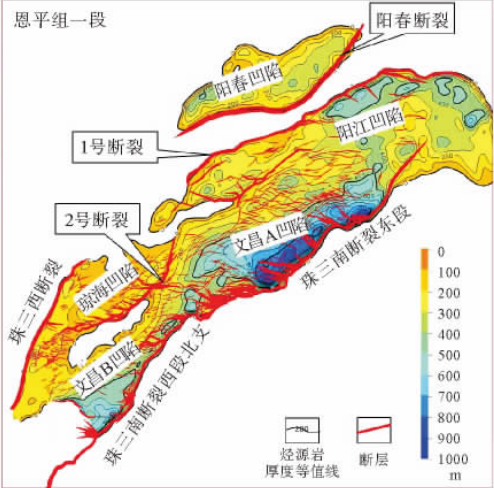 恩平组一段
阳春断裂
阳春凹陷
阳江凹陷
1号断裂
2号断裂
文昌A凹陷
珠三南断裂东段
琼海凹陷
珠三西断裂
文昌B凹陷
珠三南断裂西段北支
0
100
200
300
400
500
600
700
800
900
1000
m
200
烃源岩
厚度等值线
断层